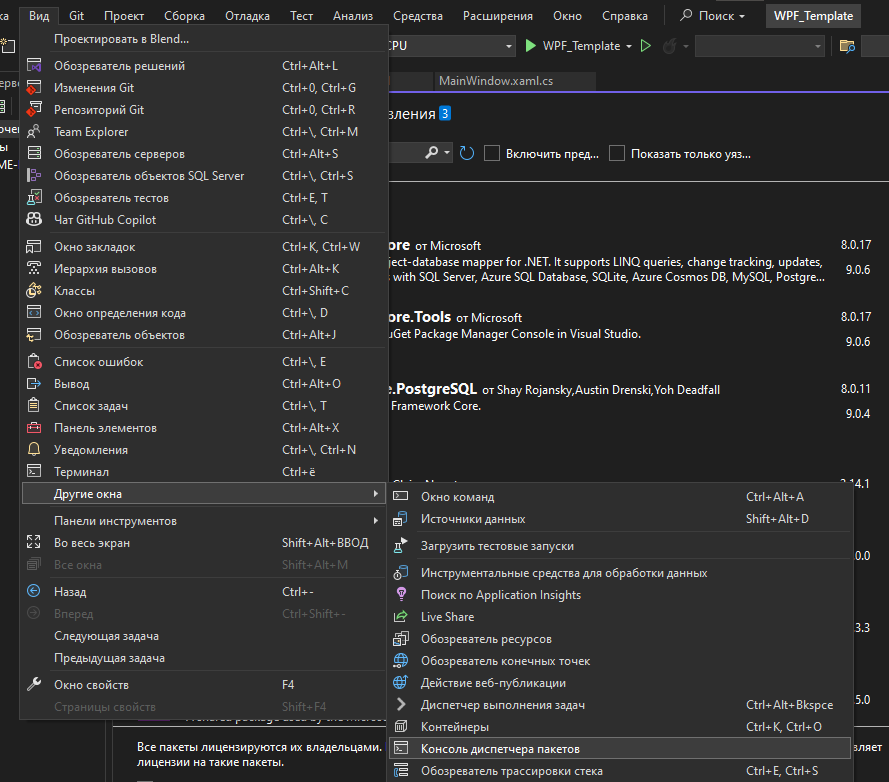 Вид Git Проект Сборка Отладка Тест Анализ Средства Расширения Окно Справка Поиск WPF_Template
Проектировать в Blend...
CPU WPF_Template
Обозреватель решений Ctrl+Alt+L
MainWindow.xaml.cs
Изменения Git Ctrl+0, Ctrl+G
Репозиторий Git Ctrl+0, Ctrl+R
вления 3
Team Explorer Ctrl+\, Ctrl+M
Обозреватель серверов Ctrl+Alt+S
Включить пред... Показать только уяз...
Обозреватель объектов SQL Server Ctrl+\, Ctrl+S
Обозреватель тестов Ctrl+E, T
Чат GitHub Copilot Ctrl+\, C
Окно закладок Ctrl+K, Ctrl+W
ore от Microsoft 8.0.17
ject-database mapper for .NET. It supports LINQ queries, change tracking, updates,
Иерархия вызовов Ctrl+Alt+K
9.0.6
s with SQL Server, Azure SQL Database, SQLite, Azure Cosmos DB, MySQL, Postgre...
Классы Ctrl+Shift+C
Окно определения кода Ctrl+\, D
ore.Tools от Microsoft 8.0.17
Обозреватель объектов Ctrl+Alt+J
uGet Package Manager Console in Visual Studio.
9.0.6
Список ошибок Ctrl+\, E
Вывод Ctrl+Alt+O
e.PostgreSQL от Shay Rojansky,Austin Drenski,Yoh Deadfall 8.0.11
Список задач Ctrl+\, T
Framework Core.
9.0.4
Панель элементов Ctrl+Alt+X
Уведомления Ctrl+\, Ctrl+N
Терминал Ctrl+ё
14.1
Другие окна
Окно команд Ctrl+Alt+A
Источники данных Shift+Alt+D
Панели инструментов
Во весь экран Shift+Alt+ВВОД
Загрузить тестовые запуски
0.0
Все окна Shift+Alt+M
Инструментальные средства для обработки данных
Назад Ctrl+-
Поиск по Application Insights
Вперед Ctrl+Shift+-
Live Share
3.3
Следующая задача
Обозреватель ресурсов
Предыдущая задача
Обозреватель конечных точек
Окно свойств F4
Действие веб-публикации
5.0
Страницы свойств Shift+F4
Диспетчер выполнения задач Ctrl+Alt+Bkspce
Контейнеры Ctrl+K, Ctrl+O
Все пакеты лицензируются их владельцами.
Консоль диспетчера пакетов
вляет
лицензии на такие пакеты.
Обозреватель трассировки стека Ctrl+E, Ctrl+S